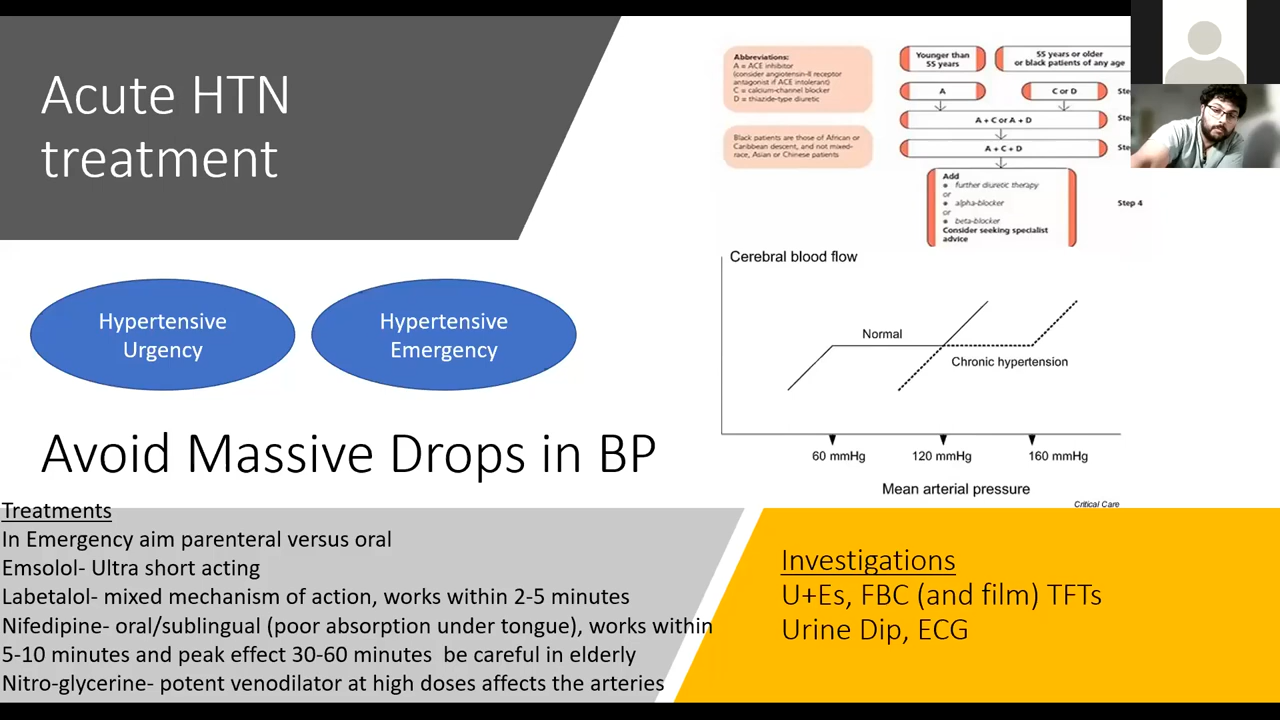 Acute HTN
treatment
Hypertensive
Urgency
Hypertensive
Emergency
Avoid Massive Drops in BP
Treatments
In Emergency aim parenteral versus oral
Emsolol- Ultra short acting
Labetalol- mixed mechanism of action, works within 2-5 minutes
Nifedipine- oral/sublingual (poor absorption under tongue), works within
5-10 minutes and peak effect 30-60 minutes be careful in elderly
Nitro-glycerine- potent venodilator at high doses affects the arteries
Abbreviations:
A = ACE inhibitor
(consider angiotensin-II receptor
antagonist if ACE intolerant)
C = calcium-channel blocker
D = thiazide-type diuretic
Black patients are those of African or
Caribbean descent, and not mixed-
race, Asian or Chinese patients
Younger than
55 years
55 years or older
or black patients of any age
A
C or D
Ste
A + C or A + D
Ste
A + C + D
Ste
Add
• further diuretic therapy
or
• alpha-blocker
or
• beta-blocker
Consider seeking specialist
advice
Step 4
Cerebral blood flow
Normal
Chronic hypertension
60 mmHg
120 mmHg
160 mmHg
Mean arterial pressure
Critical Care
Investigations
U+Es, FBC (and film) TFTs
Urine Dip, ECG